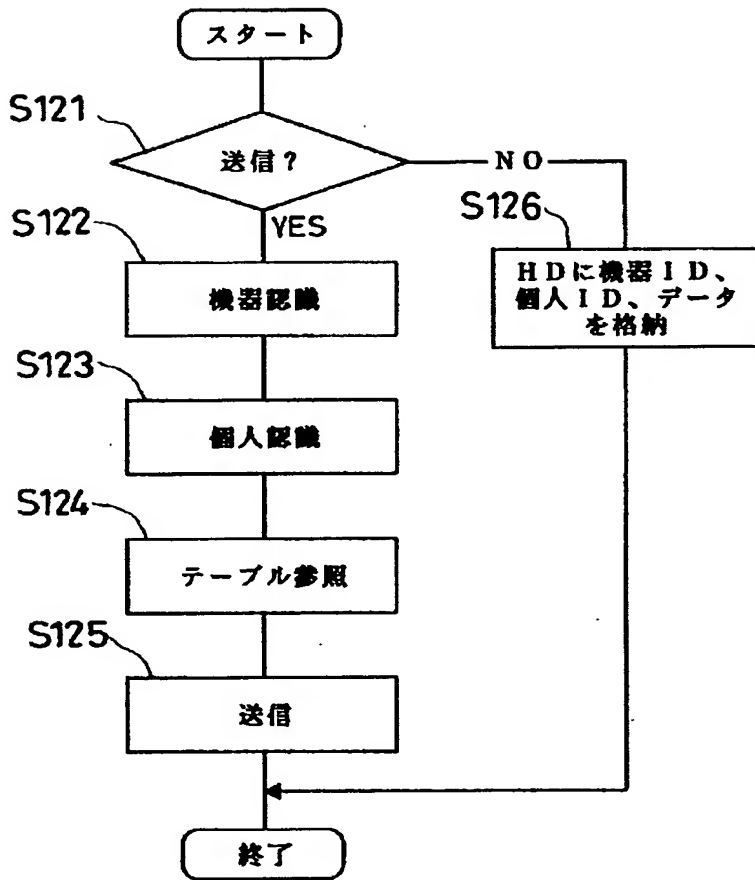 スタート
S121
送信？
NO
YES
S122
機器認識
S126
HDに機器ID、
個人ID、データ
を格納
S123
個人認識
S124
テーブル参照
S125
送信
終了